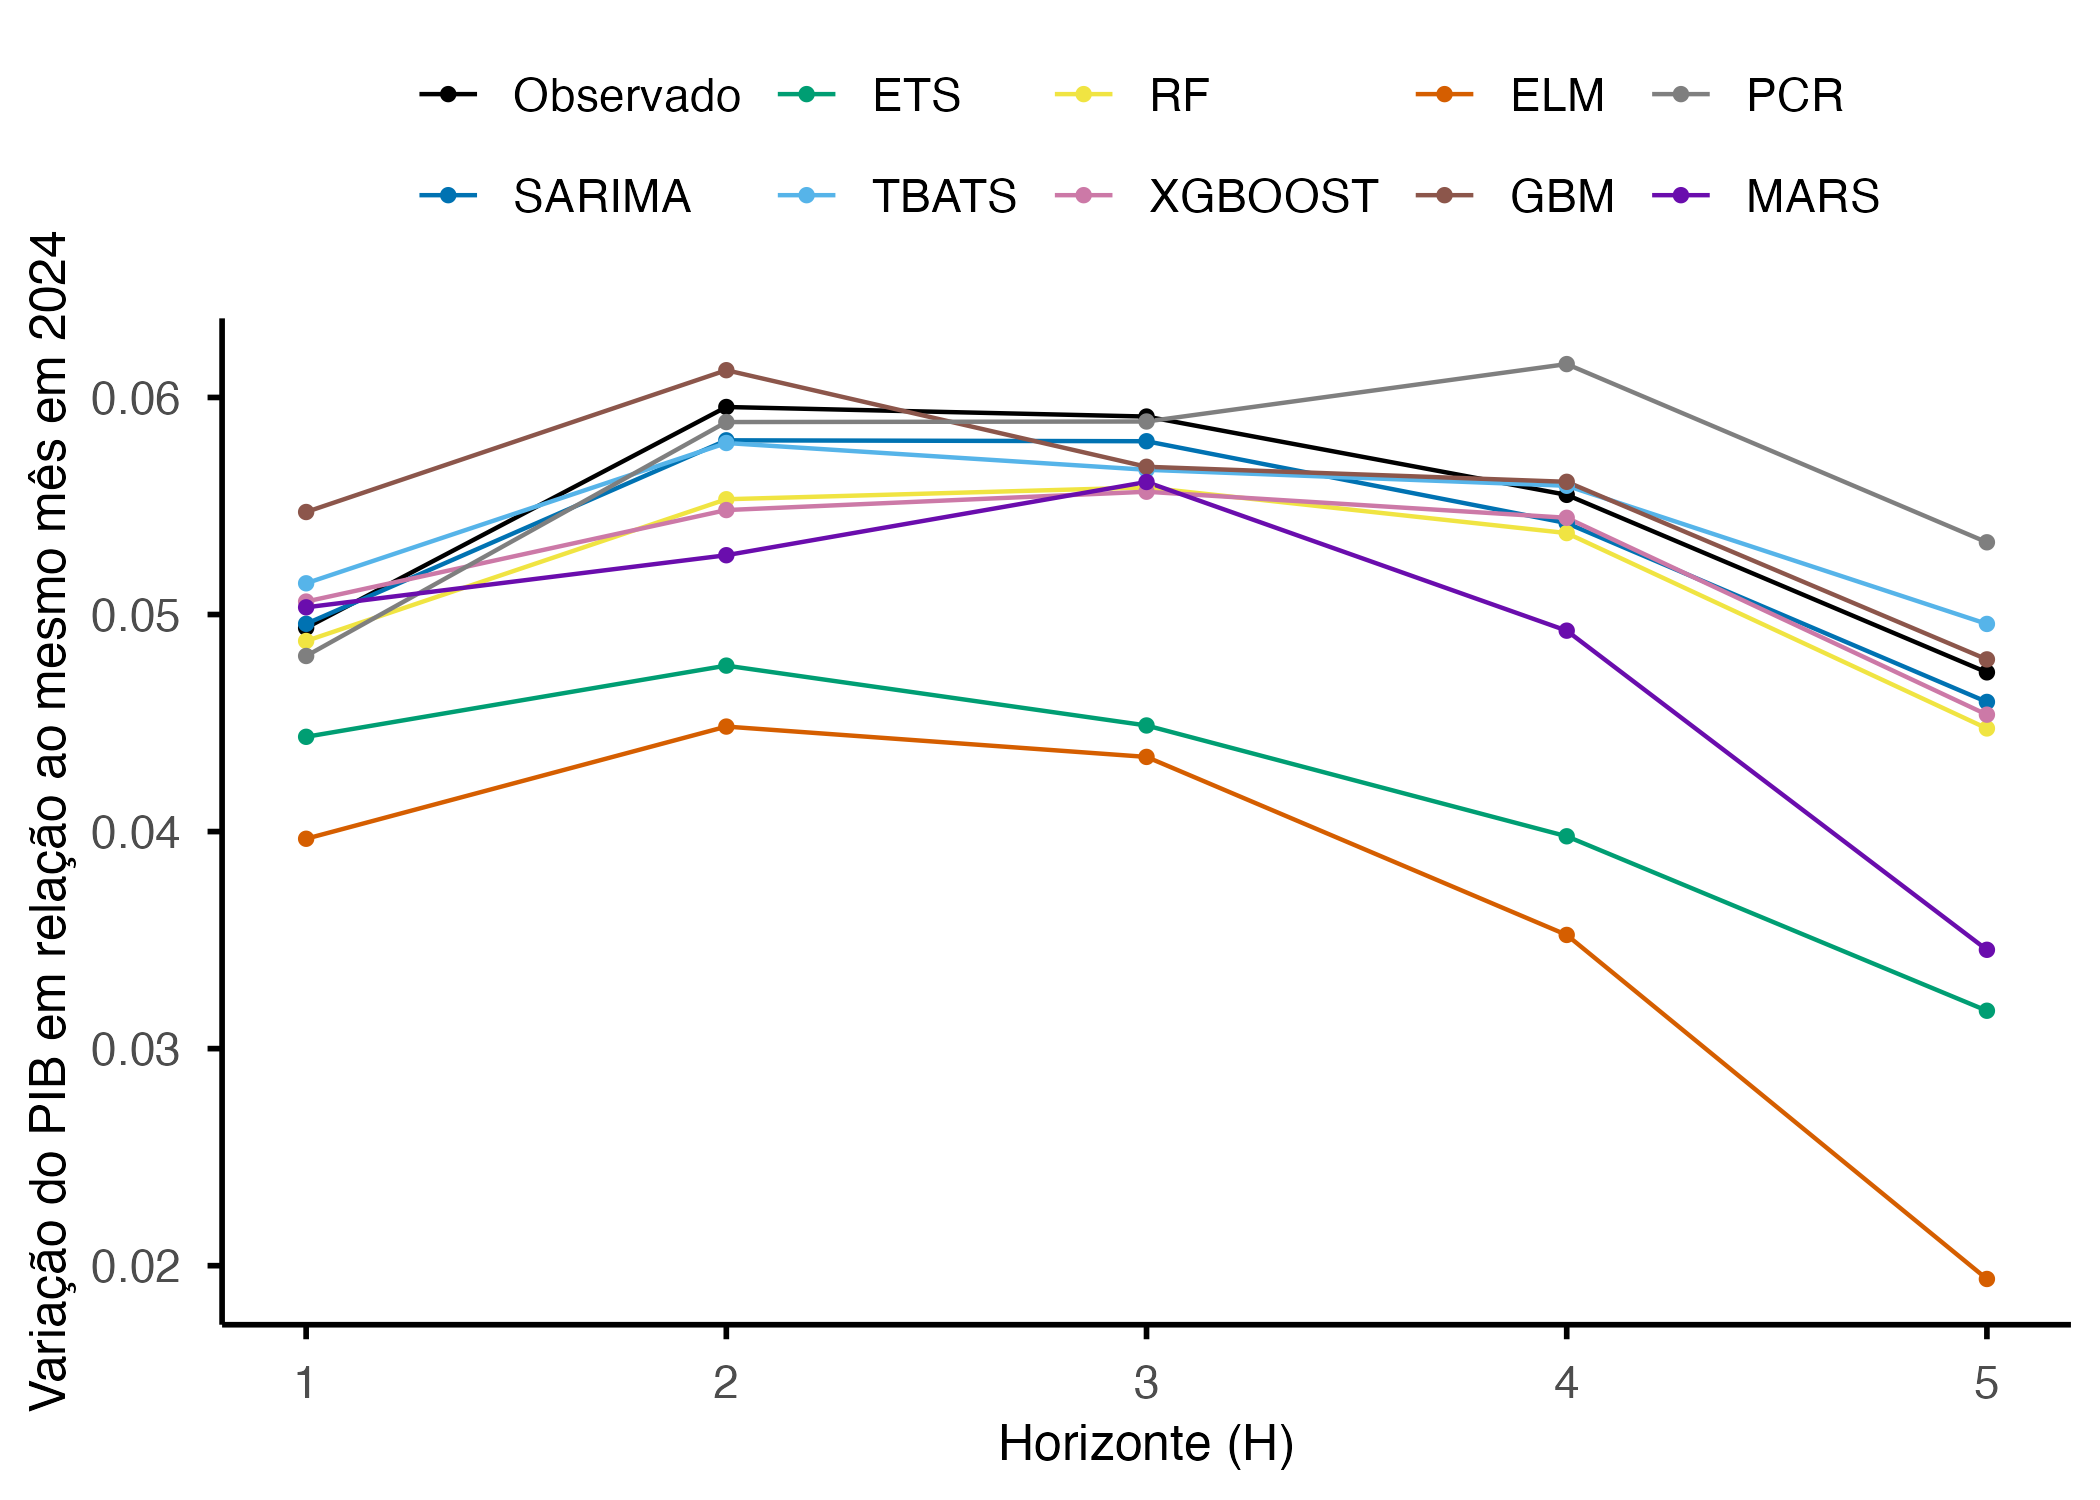 Observado ETS RF ELM PCR
SARIMA TBATS XGBOOST GBM MARS
Variação do PIB em relação ao mesmo mês em 2024
0.06
0.05
0.04
0.03
0.02
1 2 3 4 5
Horizonte (H)